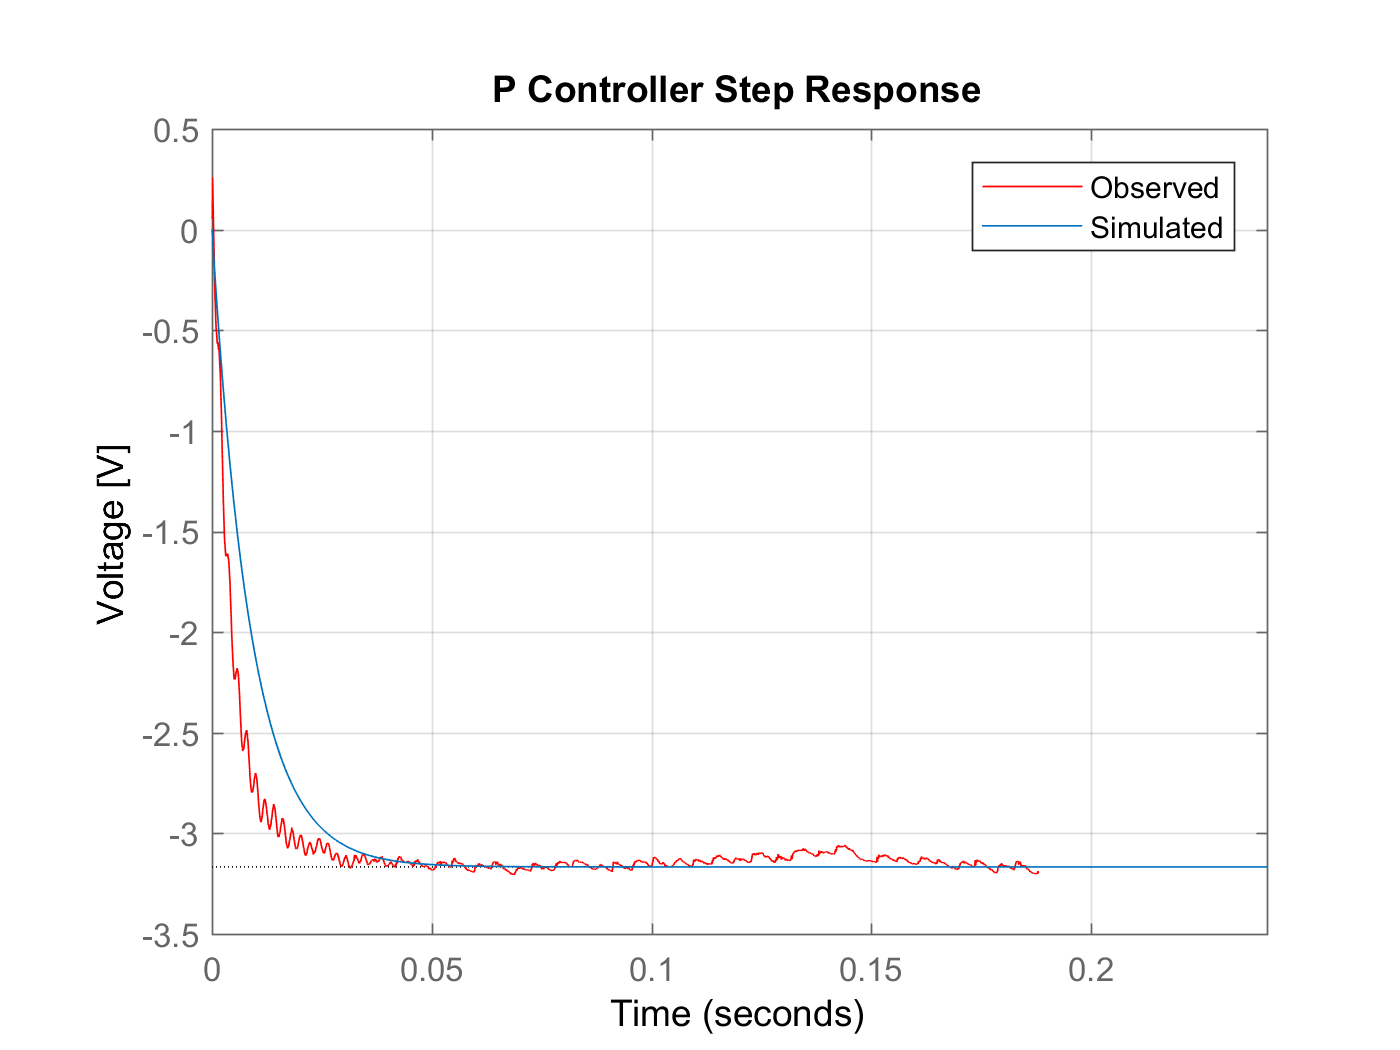 P Controller Step Response
Observed
Simulated
Voltage [V]
0.5
0
-0.5
-1
-1.5
-2
-2.5
-3
-3.5
0
0.05
0.1
0.15
0.2
Time (seconds)